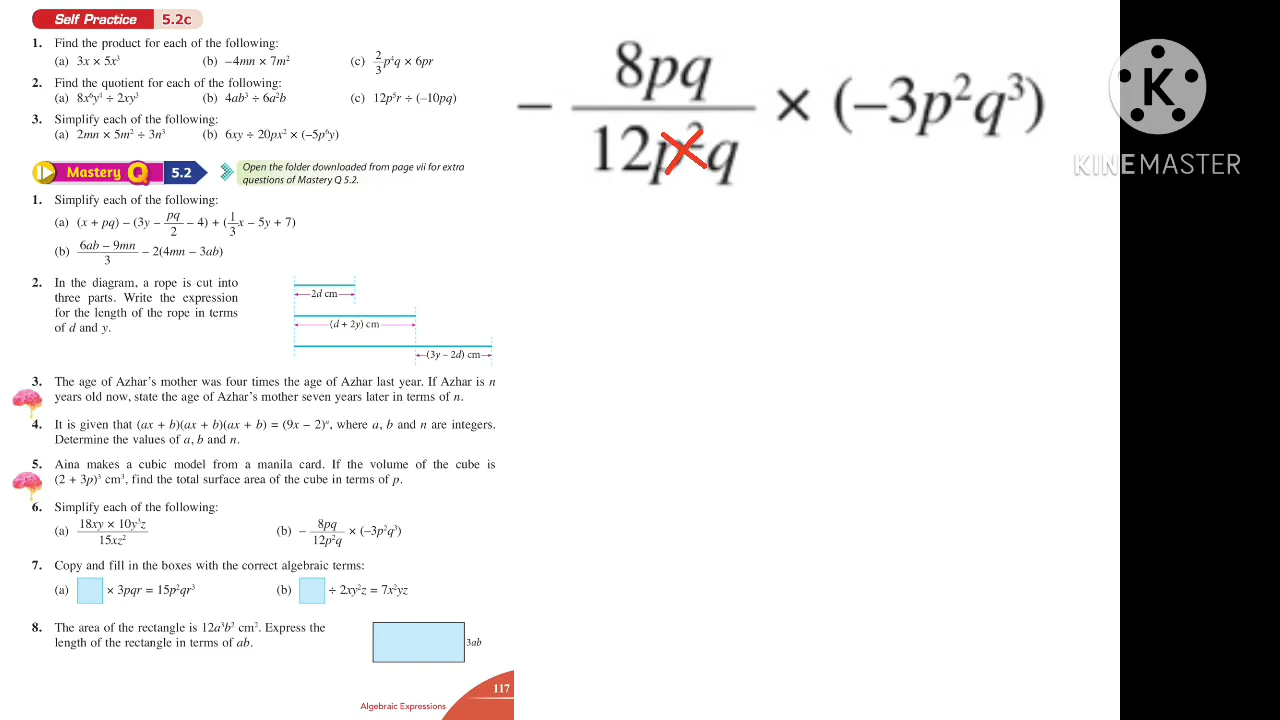 Self Practice 5.2c
1. Find the product for each of the following:
(a) 3x × 5x³ (b) –4mn × 7m² (c) 2/3 p⁴q × 6pr
2. Find the quotient for each of the following:
(a) 8x⁶y⁴ ÷ 2xy³ (b) 4ab³ ÷ 6a²b (c) 12p⁵r ÷ (–10pq)
3. Simplify each of the following:
(a) 2mn × 5m² ÷ 3n³ (b) 6xy ÷ 20px² × (–5p⁶y)
Mastery Q 5.2
Open the folder downloaded from page vii for extra
questions of Mastery Q 5.2.
1. Simplify each of the following:
(a) (x + pq) – (3y – pq/2 – 4) + (1/3 x – 5y + 7)
(b) (6ab – 9mn)/3 – 2(4mn – 3ab)
2. In the diagram, a rope is cut into
three parts. Write the expression
for the length of the rope in terms
of d and y.
2d cm
(d + 2y) cm
(3y – 2d) cm
3. The age of Azhar's mother was four times the age of Azhar last year. If Azhar is n
years old now, state the age of Azhar's mother seven years later in terms of n.
4. It is given that (ax + b)(ax + b)(ax + b) = (9x – 2)ⁿ, where a, b and n are integers.
Determine the values of a, b and n.
5. Aina makes a cubic model from a manila card. If the volume of the cube is
(2 + 3p)³ cm³, find the total surface area of the cube in terms of p.
6. Simplify each of the following:
(a) 18xy × 10y³z / 15xz² (b) – 8pq/12p²q × (–3p²q³)
7. Copy and fill in the boxes with the correct algebraic terms:
(a) × 3pqr = 15p²qr³ (b) ÷ 2xy²z = 7x²yz
8. The area of the rectangle is 12a³b² cm². Express the
length of the rectangle in terms of ab.
3ab
117
Algebraic Expressions
– 8pq/12p²q × (–3p²q³)
K
KINEMASTER